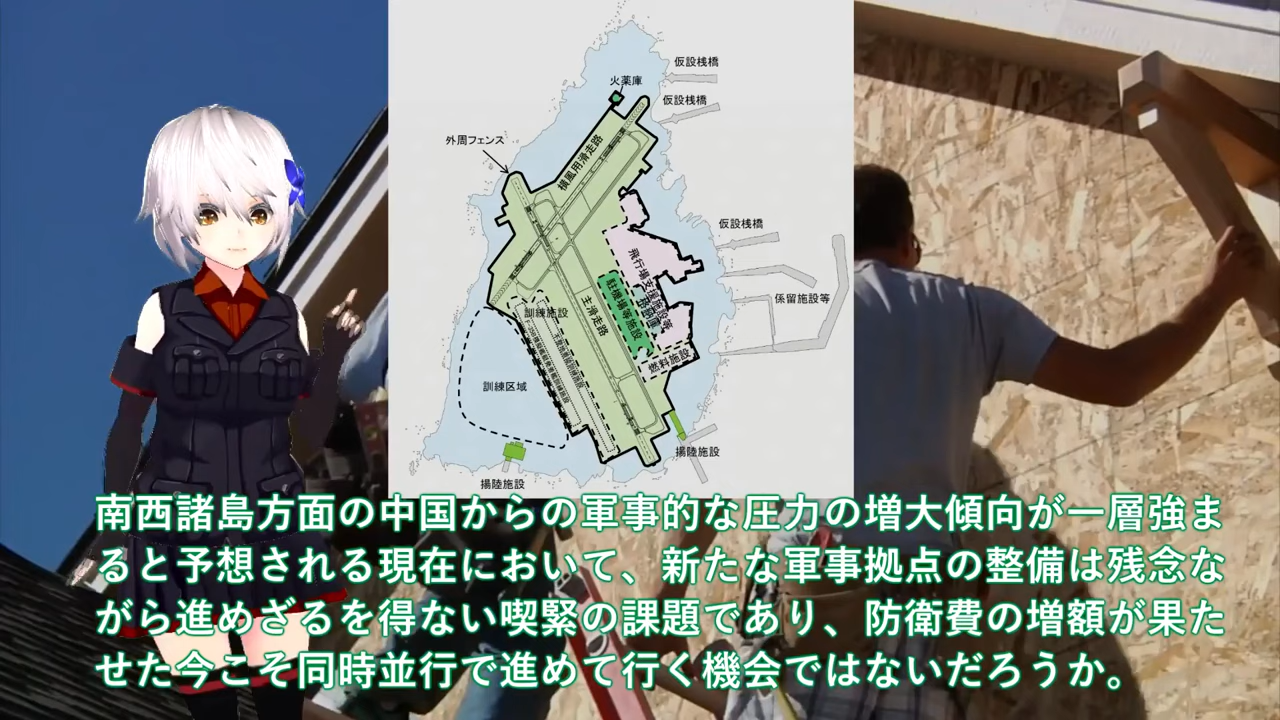 仮設桟橋
火薬庫
仮設桟橋
外周フェンス
横風用滑走路
仮設桟橋
飛行場支援施設等
係留施設等
駐機場等施設
訓練施設
主滑走路
燃料施設
訓練区域
揚陸施設
揚陸施設
南西諸島方面の中国からの軍事的な圧力の増大傾向が一層強ま
ると予想される現在において、新たな軍事拠点の整備は残念な
がら進めざるを得ない喫緊の課題であり、防衛費の増額が果た
せた今こそ同時並行で進めて行く機会ではないだろうか。